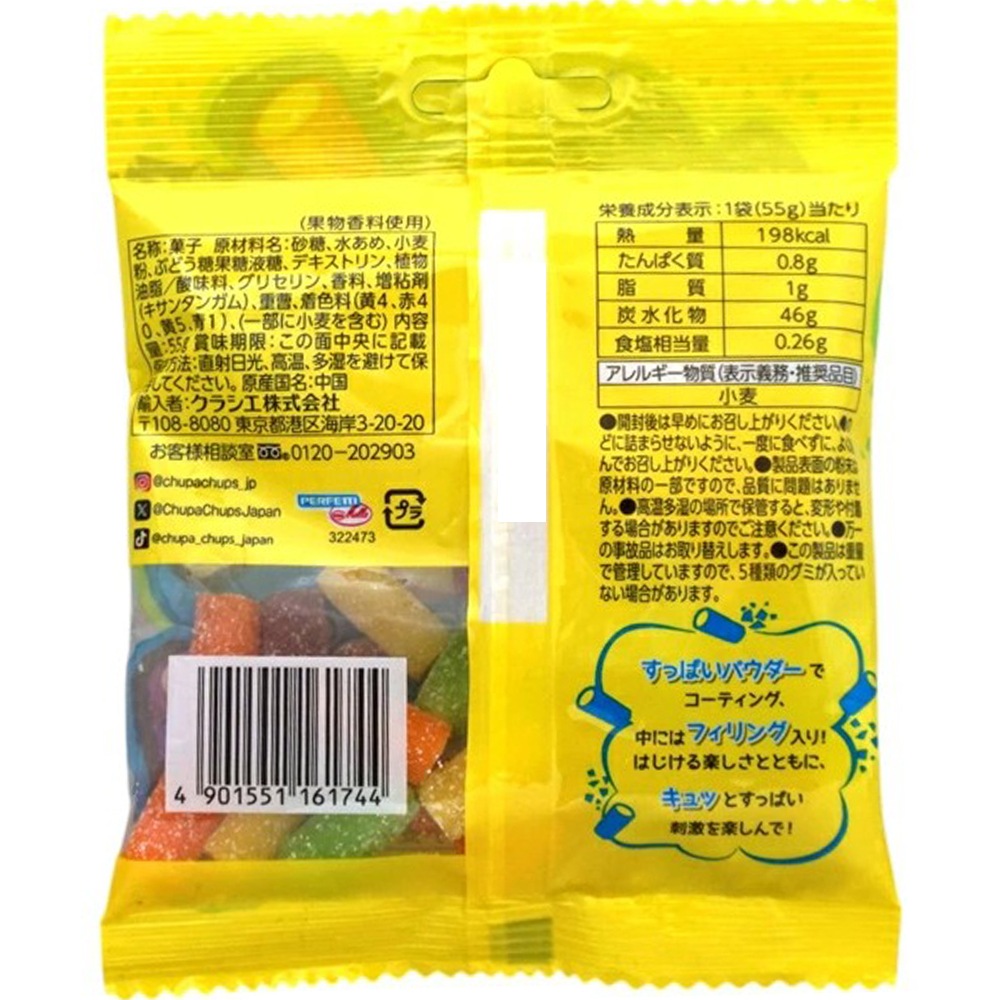 (果物香料使用)
名称:菓子 原材料名:砂糖、水あめ、小麦
粉、ぶどう糖果糖液糖、デキストリン、植物
油脂/酸味料、グリセリン、香料、増粘剤
(キサンタンガム)、重曹、着色料(黄4、赤4
0、黄5、青1)、(一部に小麦を含む) 内容
量:55g 賞味期限:この面中央に記載
方法:直射日光、高温、多湿を避けて保
してください。原産国名:中国
輸入者:クラシエ株式会社
〒108-8080 東京都港区海岸3-20-20
お客様相談室 0120-202903
@chupachups_jp
@ChupaChupsJapan
@chupa_chups_japan
PERFETTI
プラ
322473
4 901551 161744
栄養成分表示:1袋(55g)当たり
熱量 198kcal
たんぱく質 0.8g
脂質 1g
炭水化物 46g
食塩相当量 0.26g
アレルギー物質(表示義務・推奨品目)
小麦
●開封後は早めにお召し上がりください。
どに詰まらせないように、一度に食べずに、よく
んでお召し上がりください。●製品表面の粉末は
原材料の一部ですので、品質に問題はありませ
ん。●高温多湿の場所で保管すると、変形や付着
する場合がありますのでご注意ください。●万一
の事故品はお取り替えします。●この製品は重量
で管理していますので、5種類のグミが入ってい
ない場合があります。
すっぱいパウダーで
コーティング、
中にはフィリング入り!
はじける楽しさとともに、
キュッとすっぱい
刺激を楽しんで!